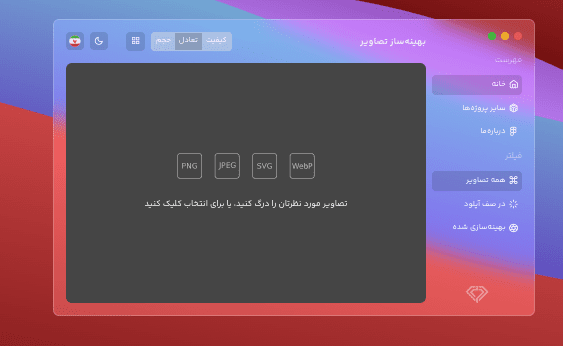 بهینه‌ساز تصاویر
کیفیت
تعادل
حجم
فهرست
خانه
سایر پروژه‌ها
درباره‌ما
فیلتر
همه تصاویر
در صف آپلود
بهینه‌سازی شده
PNG
JPEG
SVG
WebP
تصاویر مورد نظرتان را درگ کنید، یا برای انتخاب کلیک کنید